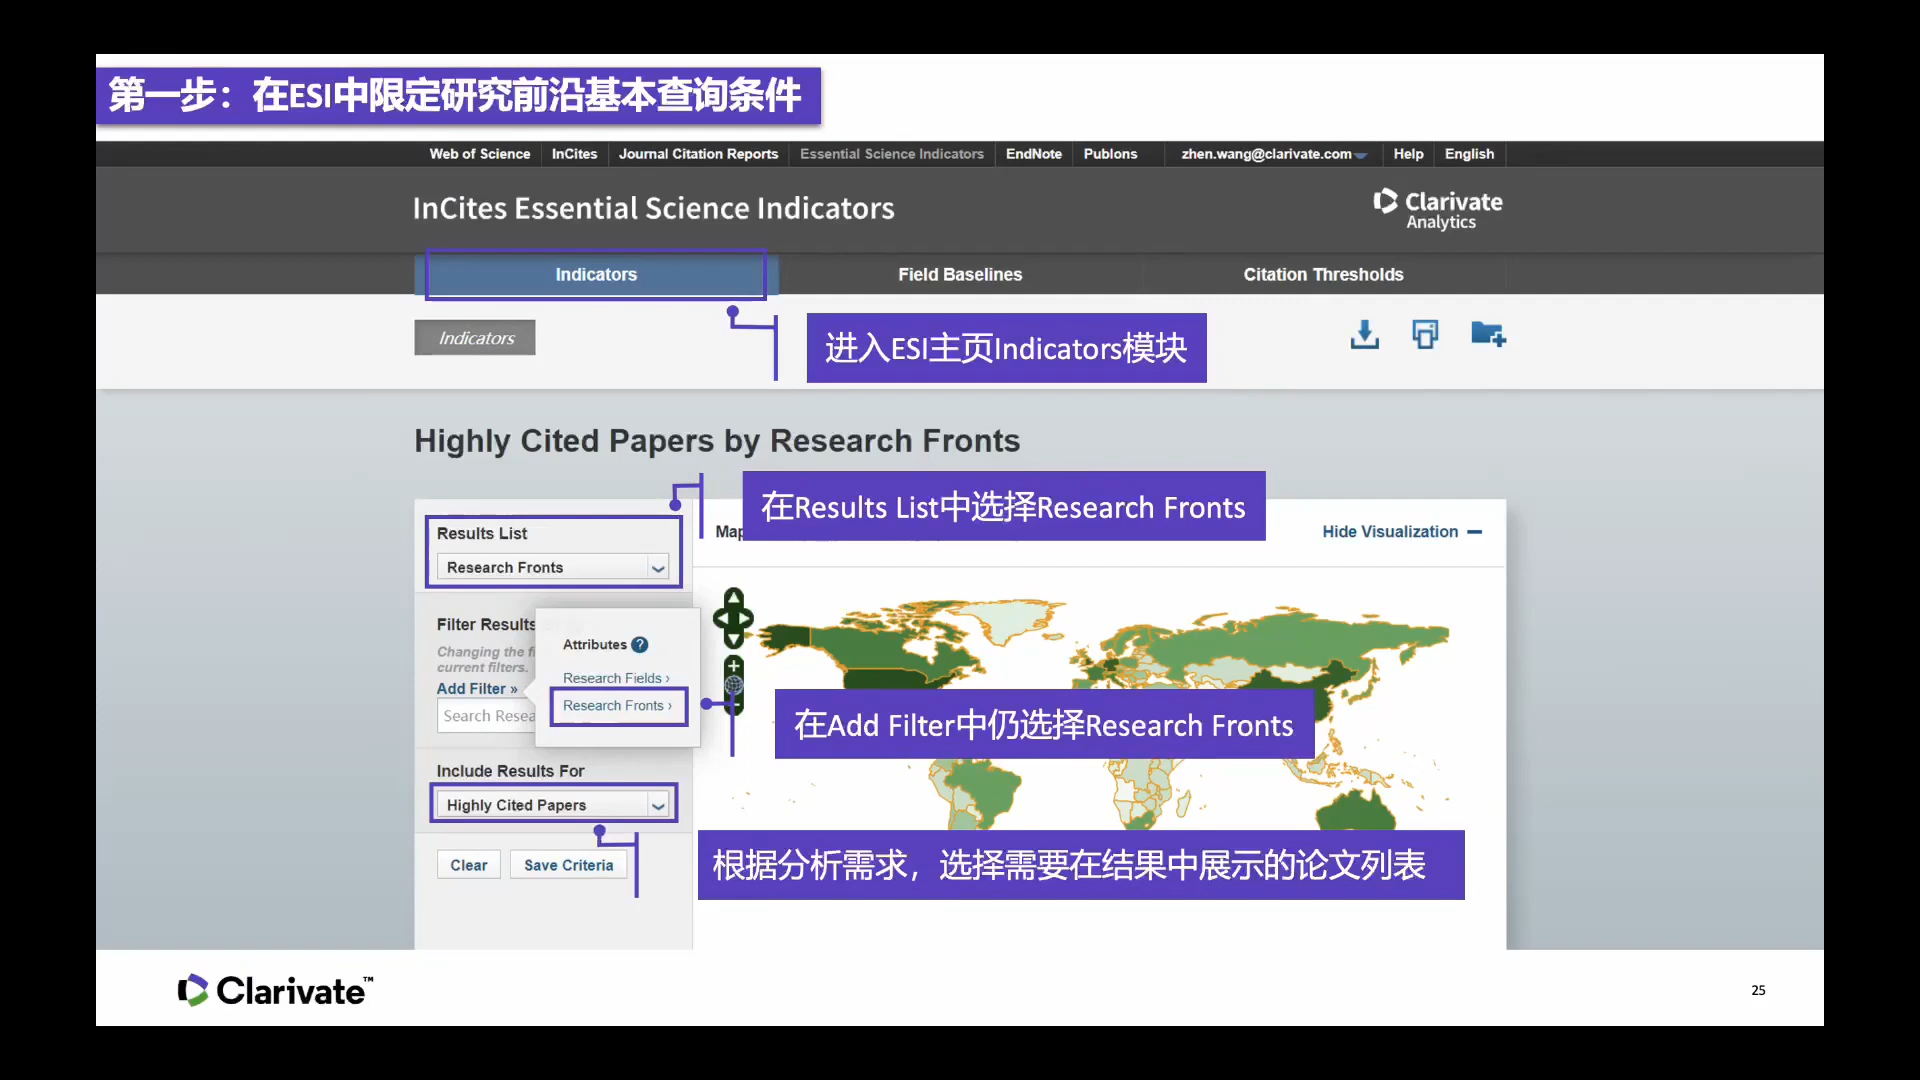 第一步：在ESI中限定研究前沿基本查询条件
Web of Science InCites Journal Citation Reports Essential Science Indicators EndNote Publons zhen.wang@clarivate.com Help English
InCites Essential Science Indicators
Clarivate
Analytics
Indicators Field Baselines Citation Thresholds
Indicators
进入ESI主页Indicators模块
Highly Cited Papers by Research Fronts
在Results List中选择Research Fronts
Results List
Map
Hide Visualization
Research Fronts
Filter Results
Attributes ?
Changing the
current filters.
Research Fields ›
Add Filter »
Research Fronts ›
Search
在Add Filter中仍选择Research Fronts
Include Results For
Highly Cited Papers
根据分析需求，选择需要在结果中展示的论文列表
Clear Save Criteria
Clarivate™
25